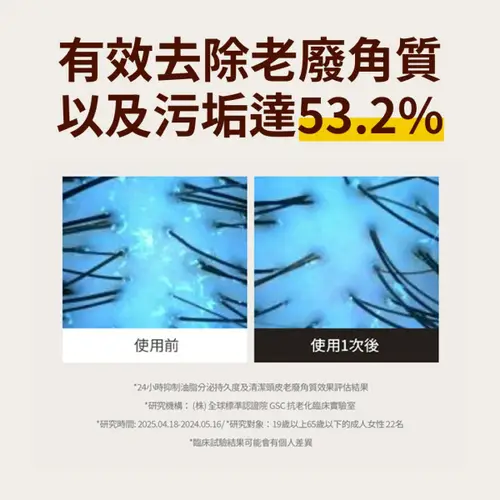 有效去除老廢角質
以及污垢達53.2%
使用前
使用1次後
*24小時抑制油脂分泌持久度及清潔頭皮老廢角質效果評估結果
*研究機構： (株) 全球標準認證院 GSC 抗老化臨床實驗室
*研究時間: 2025.04.18-2024.05.16/ *研究對象：19歲以上65歲以下的成人女性 22名
*臨床試驗結果可能會有個人差異